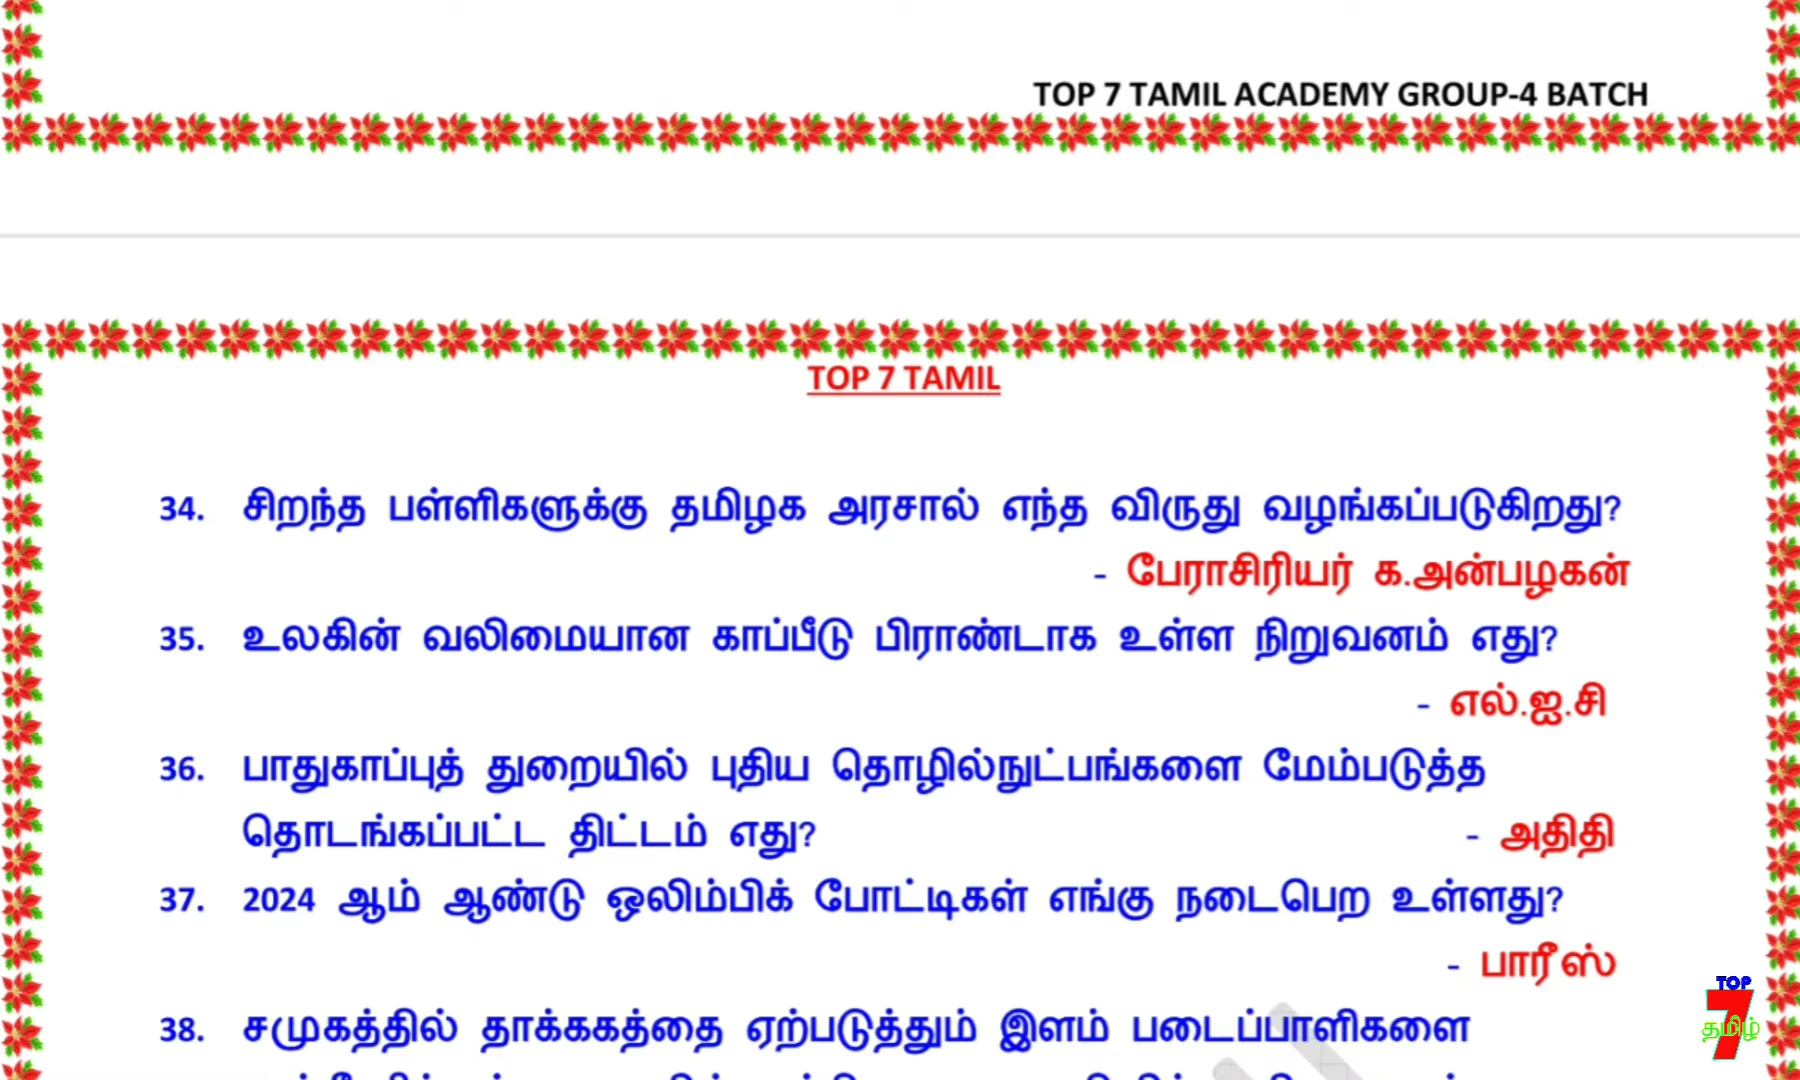 TOP 7 TAMIL ACADEMY GROUP-4 BATCH
TOP 7 TAMIL
34. சிறந்த பள்ளிகளுக்கு தமிழக அரசால் எந்த விருது வழங்கப்படுகிறது?
- பேராசிரியர் க.அன்பழகன்
35. உலகின் வலிமையான காப்பீடு பிராண்டாக உள்ள நிறுவனம் எது?
- எல்.ஐ.சி
36. பாதுகாப்புத் துறையில் புதிய தொழில்நுட்பங்களை மேம்படுத்த
தொடங்கப்பட்ட திட்டம் எது? - அதிதி
37. 2024 ஆம் ஆண்டு ஒலிம்பிக் போட்டிகள் எங்கு நடைபெற உள்ளது?
- பாரீஸ்
38. சமுகத்தில் தாக்ககத்தை ஏற்படுத்தும் இளம் படைப்பாளிகளை
TOP
7
தமிழ்